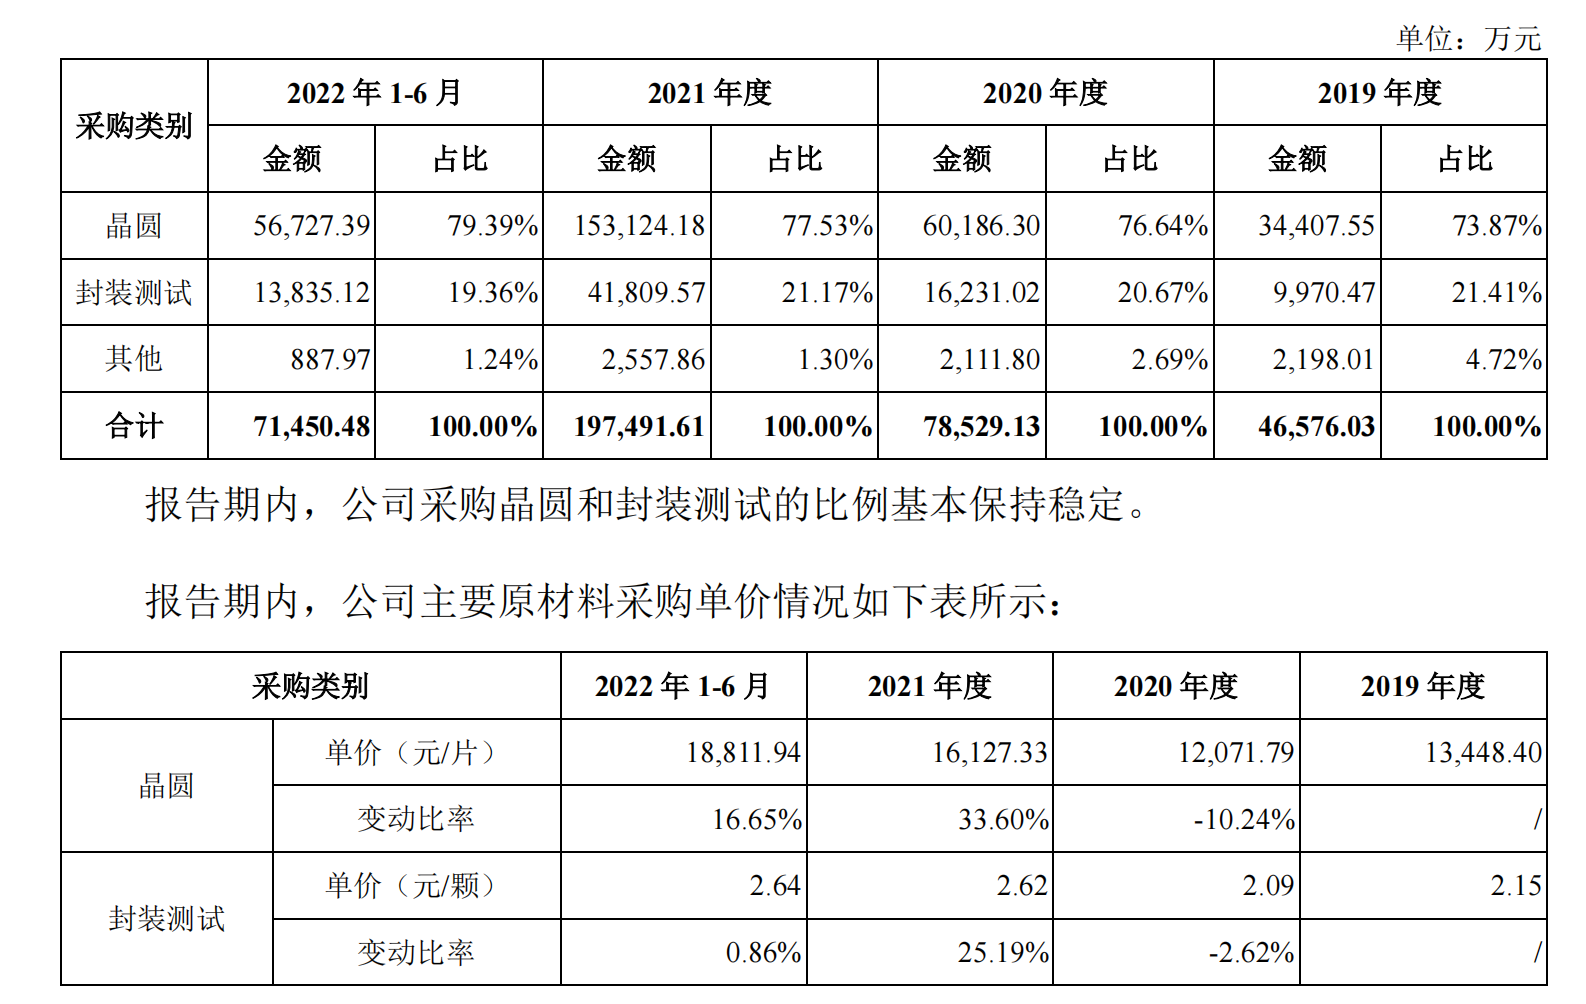 单位：万元
采购类别 2022 年 1-6 月 2021 年度 2020 年度 2019 年度
金额 占比 金额 占比 金额 占比 金额 占比
晶圆 56,727.39 79.39% 153,124.18 77.53% 60,186.30 76.64% 34,407.55 73.87%
封装测试 13,835.12 19.36% 41,809.57 21.17% 16,231.02 20.67% 9,970.47 21.41%
其他 887.97 1.24% 2,557.86 1.30% 2,111.80 2.69% 2,198.01 4.72%
合计 71,450.48 100.00% 197,491.61 100.00% 78,529.13 100.00% 46,576.03 100.00%
报告期内，公司采购晶圆和封装测试的比例基本保持稳定。
报告期内，公司主要原材料采购单价情况如下表所示：
采购类别 2022 年 1-6 月 2021 年度 2020 年度 2019 年度
晶圆 单价（元/片） 18,811.94 16,127.33 12,071.79 13,448.40
变动比率 16.65% 33.60% -10.24% /
封装测试 单价（元/颗） 2.64 2.62 2.09 2.15
变动比率 0.86% 25.19% -2.62% /